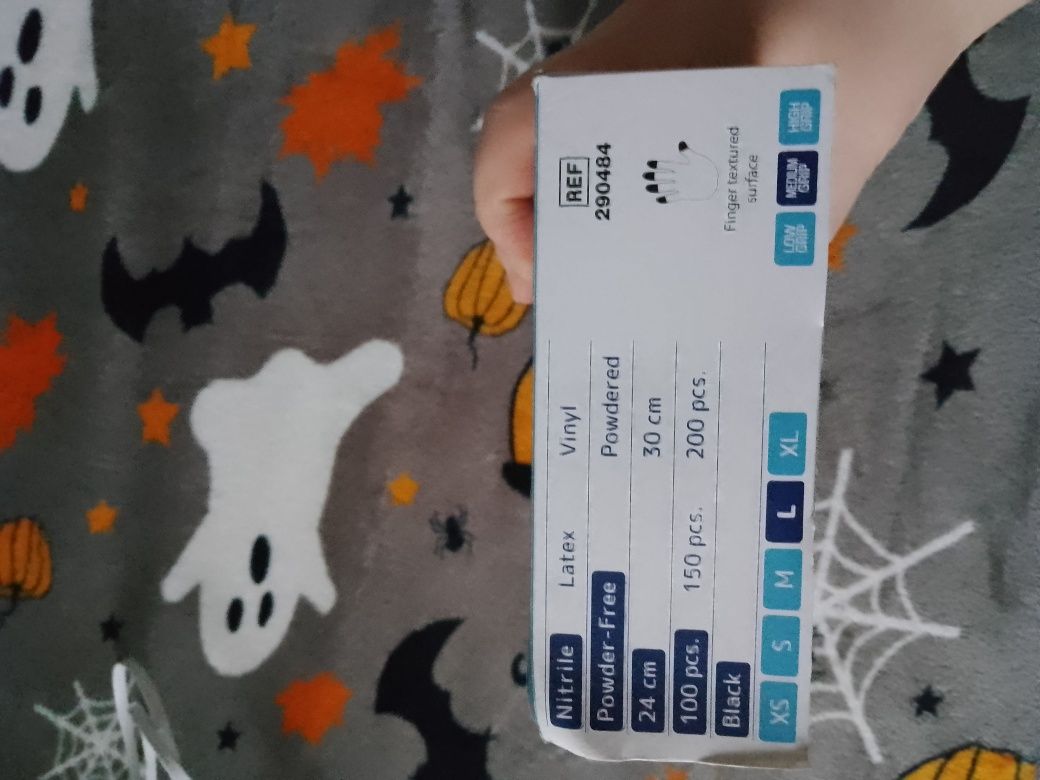 Nitrile Latex Vinyl
Powder-Free Powdered
24 cm 30 cm
100 pcs. 150 pcs. 200 pcs.
Black
XS S M L XL
REF
290484
Finger textured
surface
LOW
GRIP
MEDIUM
GRIP
HIGH
GRIP